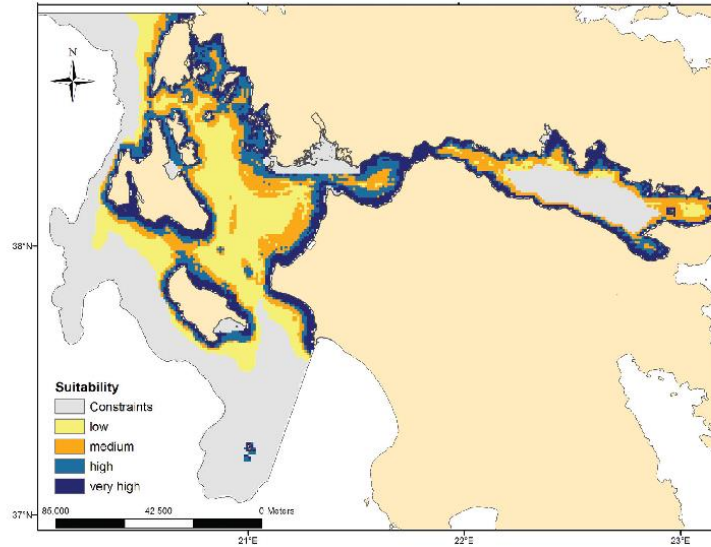 N
38°N
Suitability
Constraints
low
medium
high
very high
85.000 42.500 0 Meters
37°N
21°E 22°E 23°E